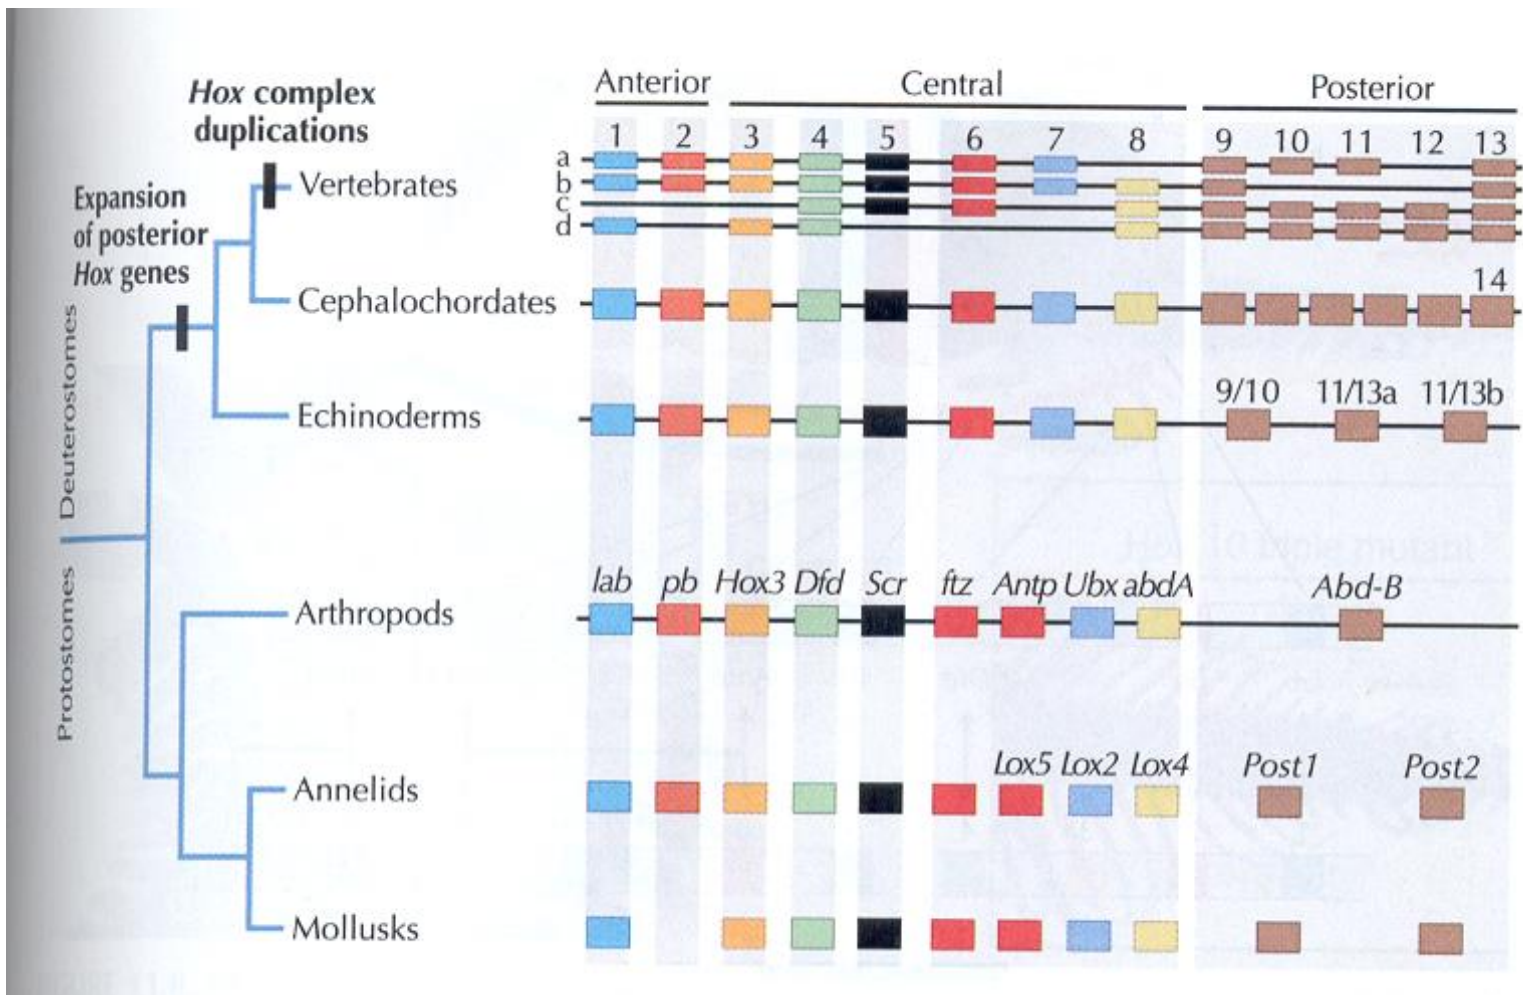 Hox complex
duplications
Expansion
of posterior
Hox genes
Deuterostomes
Protostomes
Anterior Central Posterior
1 2 3 4 5 6 7 8 9 10 11 12 13
a
Vertebrates b
c
d
14
Cephalochordates
9/10 11/13a 11/13b
Echinoderms
lab pb Hox3 Dfd Scr ftz Antp Ubx abdA Abd-B
Arthropods
Lox5 Lox2 Lox4 Post1 Post2
Annelids
Mollusks